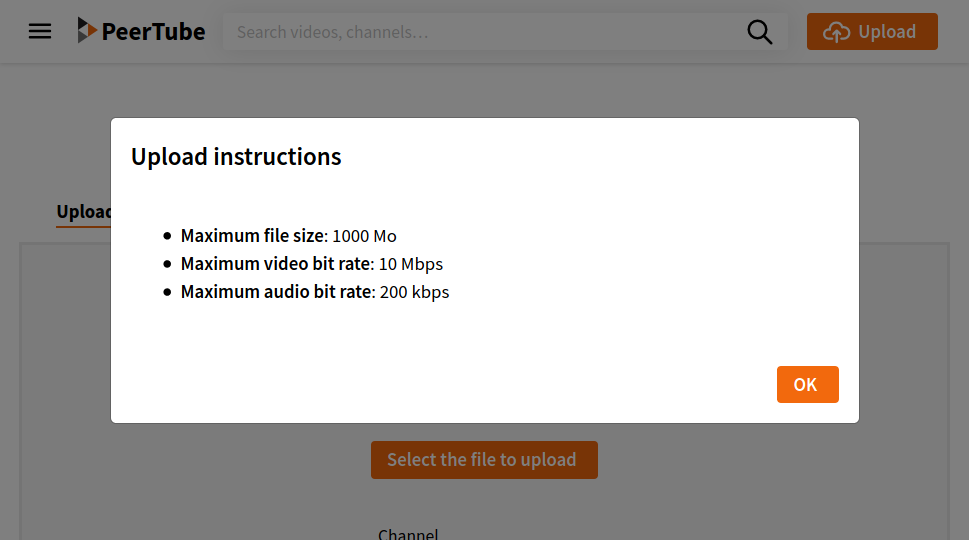 PeerTube
Search videos, channels…
Upload
Upload instructions
Upload
Maximum file size: 1000 Mo
Maximum video bit rate: 10 Mbps
Maximum audio bit rate: 200 kbps
OK
Select the file to upload
Channel